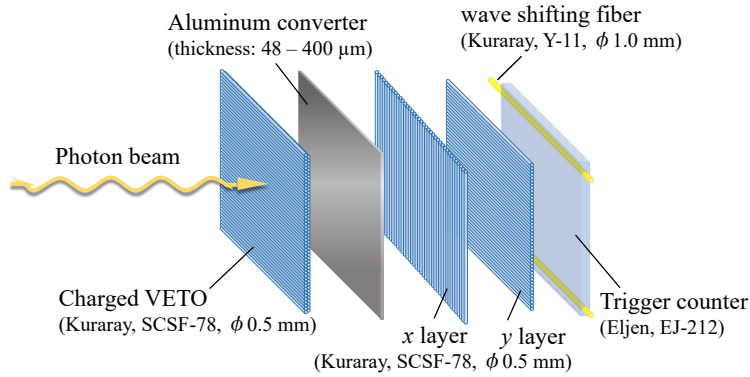 Aluminum converter
(thickness: 48 – 400 μm)
wave shifting fiber
(Kuraray, Y-11, ϕ 1.0 mm)
Photon beam
Charged VETO
(Kuraray, SCSF-78, ϕ 0.5 mm)
x layer
y layer
(Kuraray, SCSF-78, ϕ 0.5 mm)
Trigger counter
(Eljen, EJ-212)